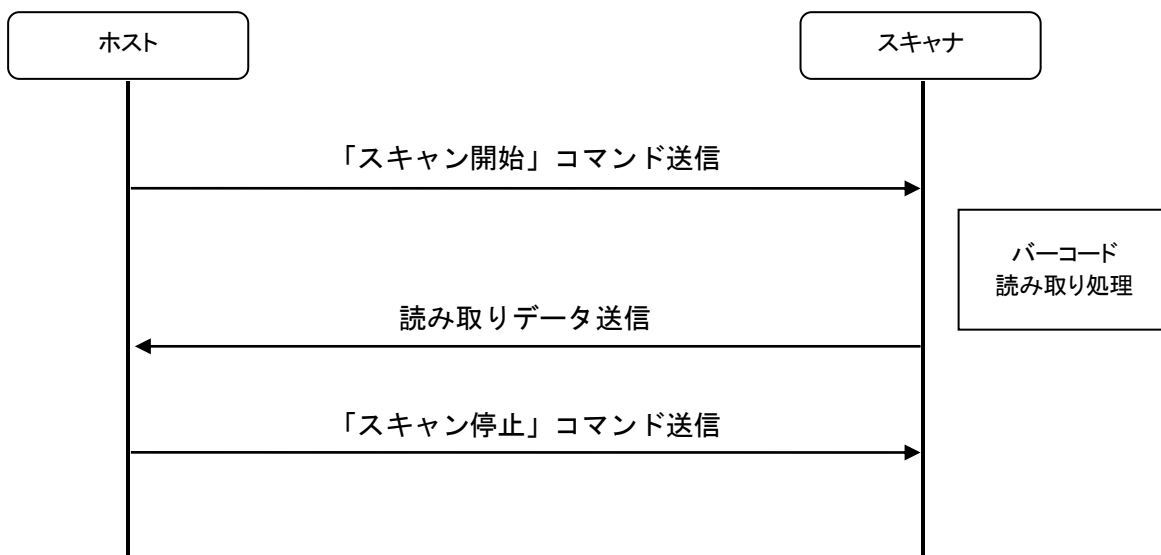 ホスト
スキャナ
「スキャン開始」コマンド送信
バーコード
読み取り処理
読み取りデータ送信
「スキャン停止」コマンド送信